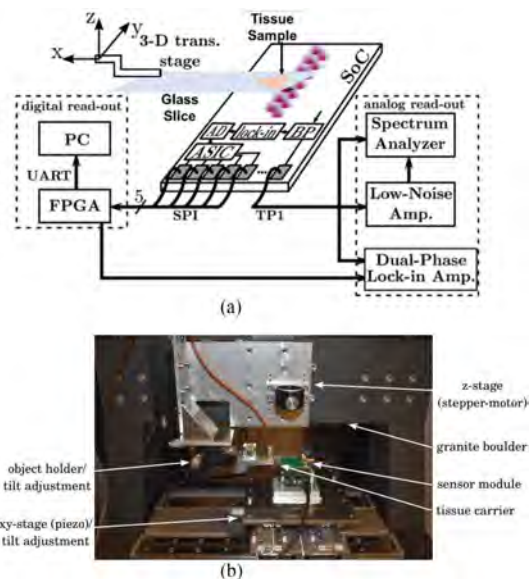 (a)
z
y
x
3-D trans.
stage
Tissue
Sample
SoC
Glass
Slice
digital read-out
PC
UART
FPGA
AD
lock-in
BP
ASIC
5
SPI
TP1
analog read-out
Spectrum
Analyzer
Low-Noise
Amp.
Dual-Phase
Lock-in Amp.
(a)
z-stage
(stepper-motor)
granite boulder
object holder/
tilt adjustment
sensor module
tissue carrier
xy-stage (piezo)/
tilt adjustment
(b)